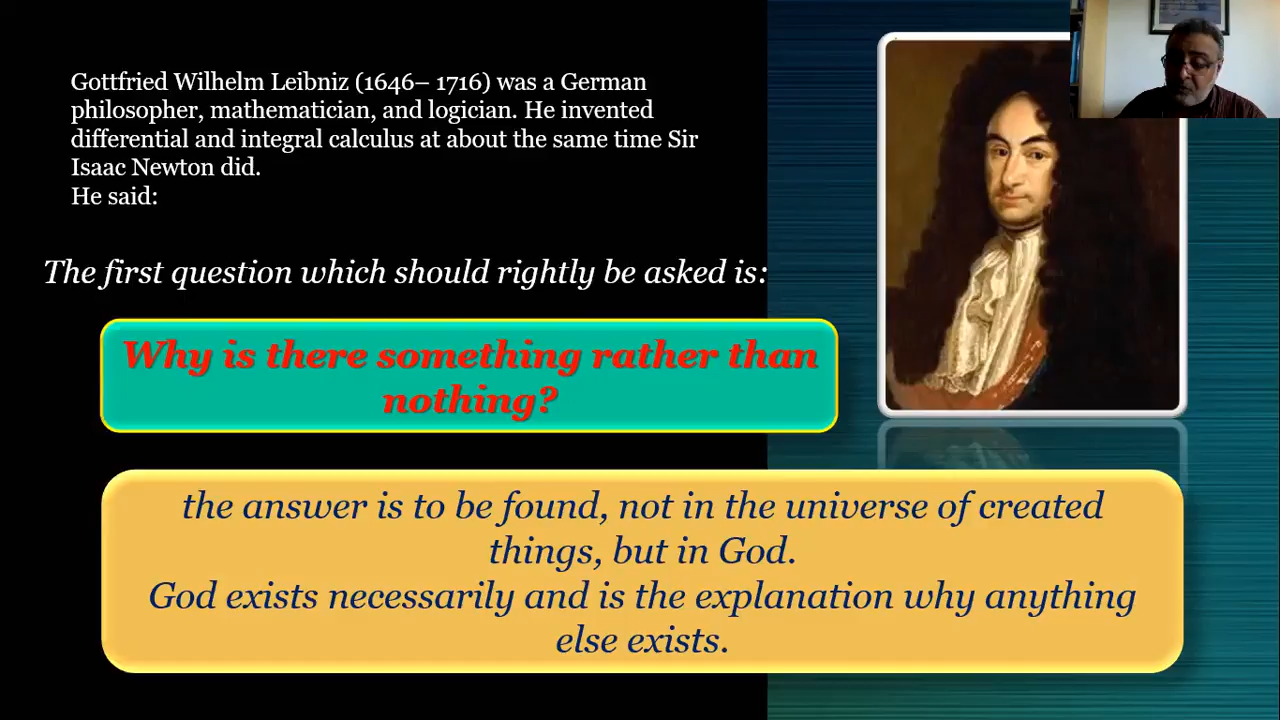 Gottfried Wilhelm Leibniz (1646– 1716) was a German
philosopher, mathematician, and logician. He invented
differential and integral calculus at about the same time Sir
Isaac Newton did.
He said:
The first question which should rightly be asked is:
Why is there something rather than
nothing?
the answer is to be found, not in the universe of created
things, but in God.
God exists necessarily and is the explanation why anything
else exists.